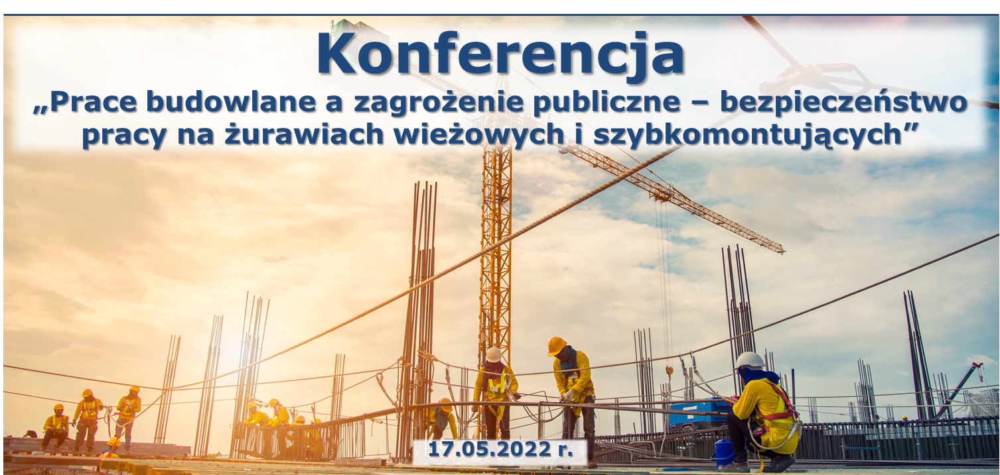 Konferencja
„Prace budowlane a zagrożenie publiczne – bezpieczeństwo
pracy na żurawiach wieżowych i szybkomontujących”
17.05.2022 r.